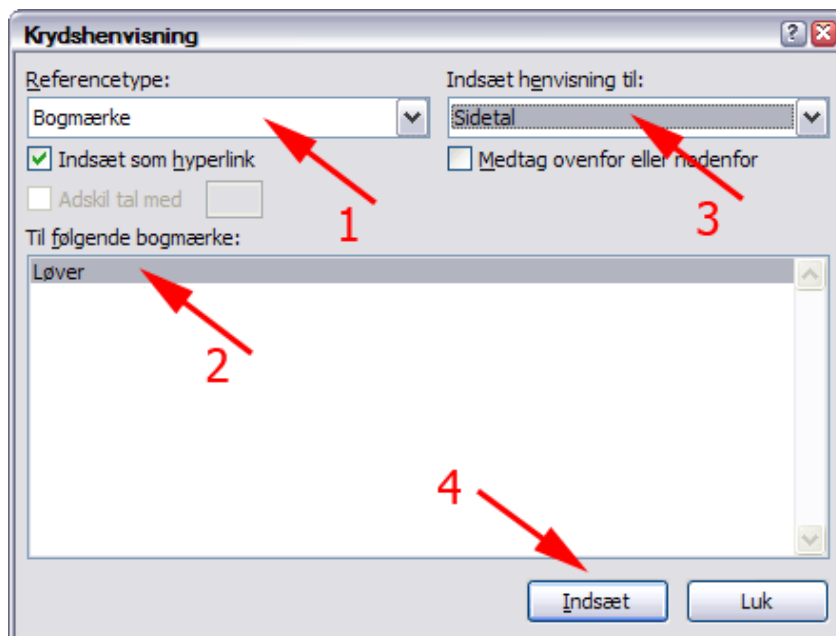 Krydshenvisning
Referencetype:
Indsæt henvisning til:
Bogmærke
Sidetal
Indsæt som hyperlink
Medtag ovenfor eller nedenfor
Adskil tal med
1
3
Til følgende bogmærke:
Løver
2
4
Indsæt
Luk